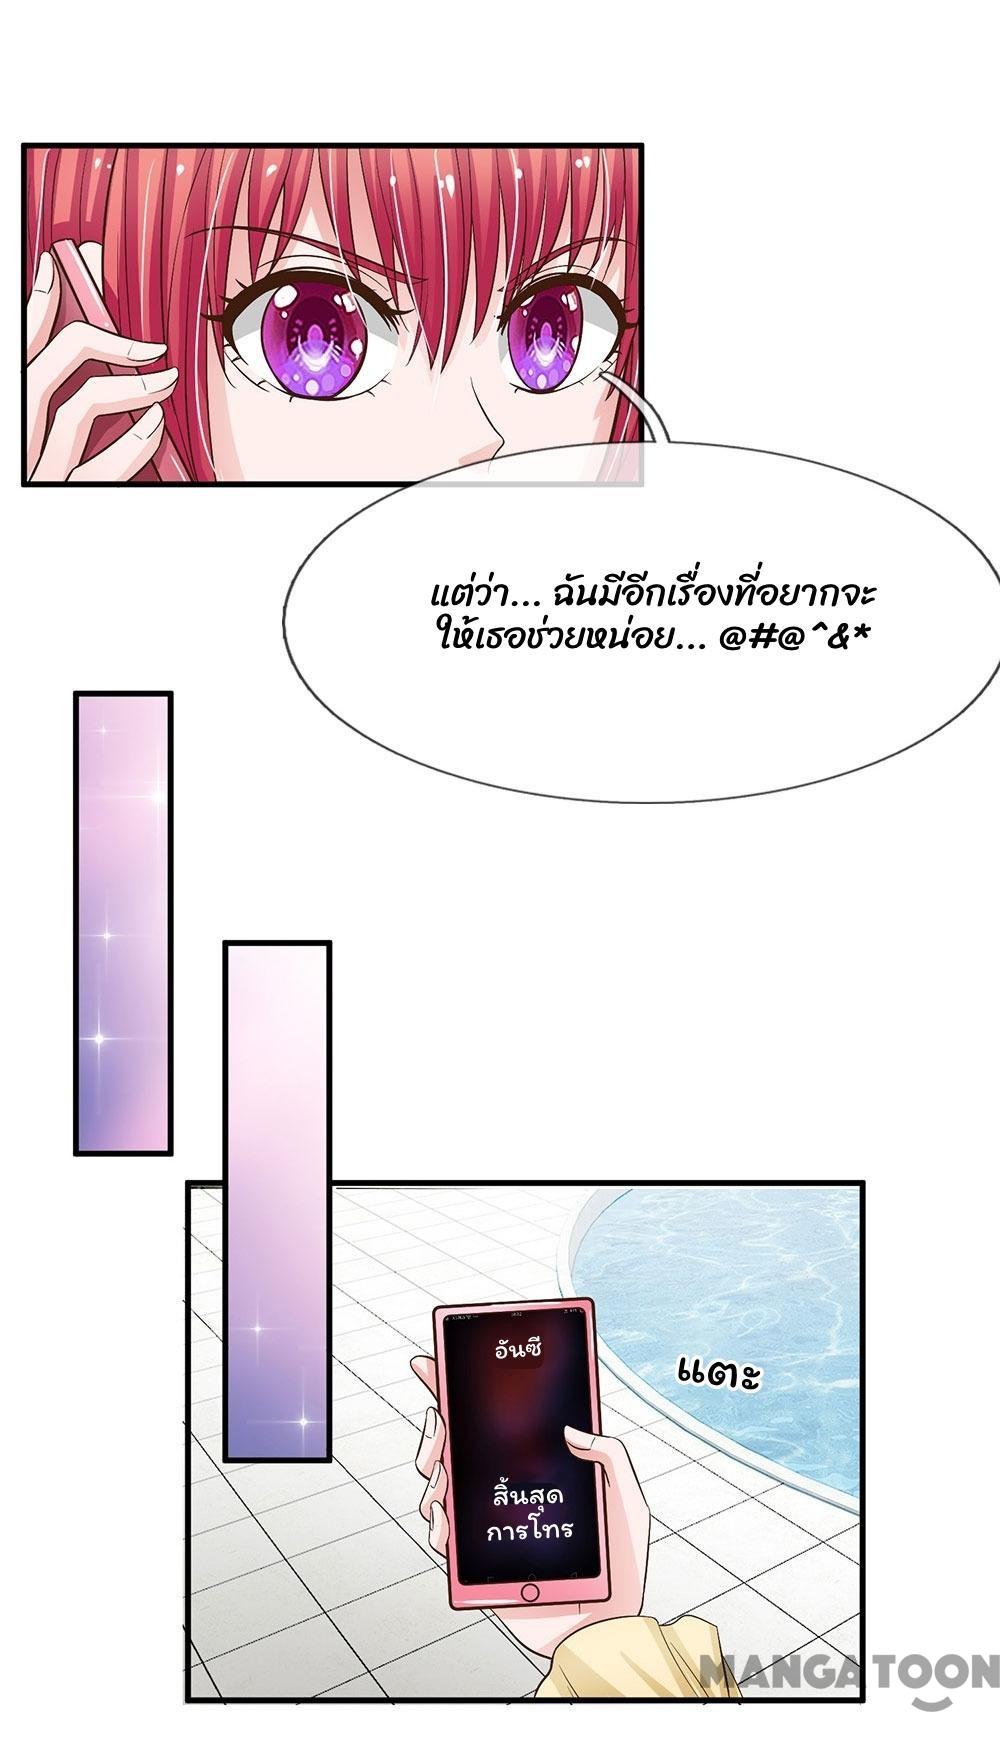 แต่ว่า... ฉันมีอีกเรื่องที่อยากจะ
ให้เธอช่วยหน่อย... @#@^&*
อันซี
แตะ
สิ้นสุด
การโทร
MANGATOON